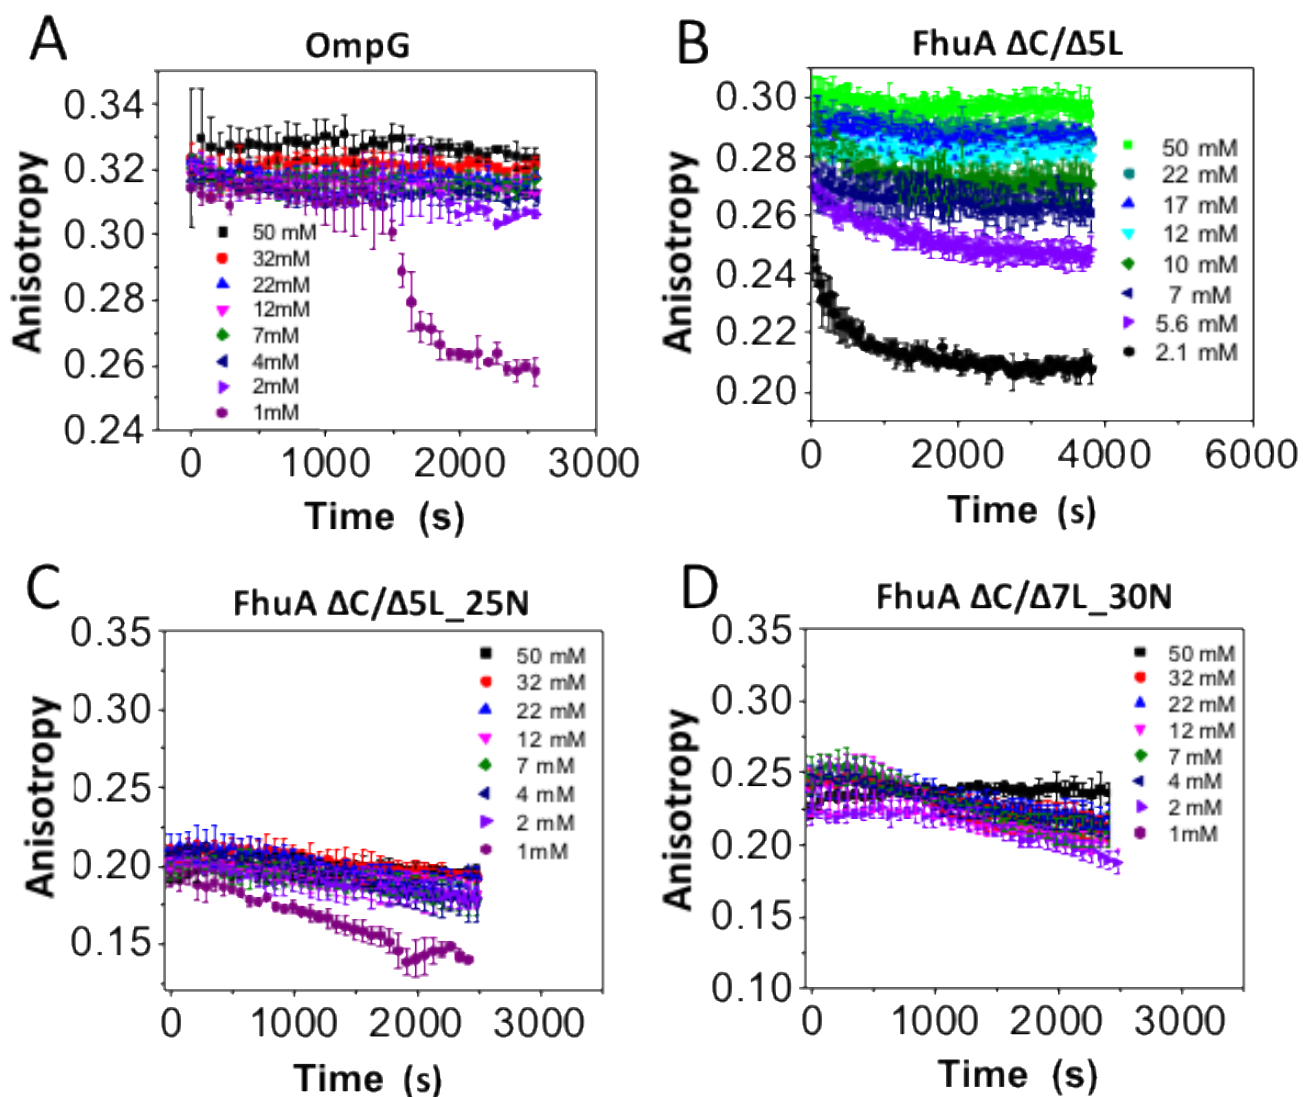 A
OmpG
Anisotropy
0.34
0.32
0.30
0.28
0.26
0.24
50 mM
32mM
22mM
12mM
7mM
4mM
2mM
1mM
0 1000 2000 3000
Time (s)
B
FhuA ΔC/Δ5L
Anisotropy
0.30
0.28
0.26
0.24
0.22
0.20
50 mM
22 mM
17 mM
12 mM
10 mM
7 mM
5.6 mM
2.1 mM
0 2000 4000 6000
Time (s)
C
FhuA ΔC/Δ5L_25N
Anisotropy
0.35
0.30
0.25
0.20
0.15
50 mM
32 mM
22 mM
12 mM
7 mM
4 mM
2 mM
1mM
0 1000 2000 3000
Time (s)
D
FhuA ΔC/Δ7L_30N
Anisotropy
0.35
0.30
0.25
0.20
0.15
0.10
50 mM
32 mM
22 mM
12 mM
7 mM
4 mM
2 mM
1mM
0 1000 2000 3000
Time (s)